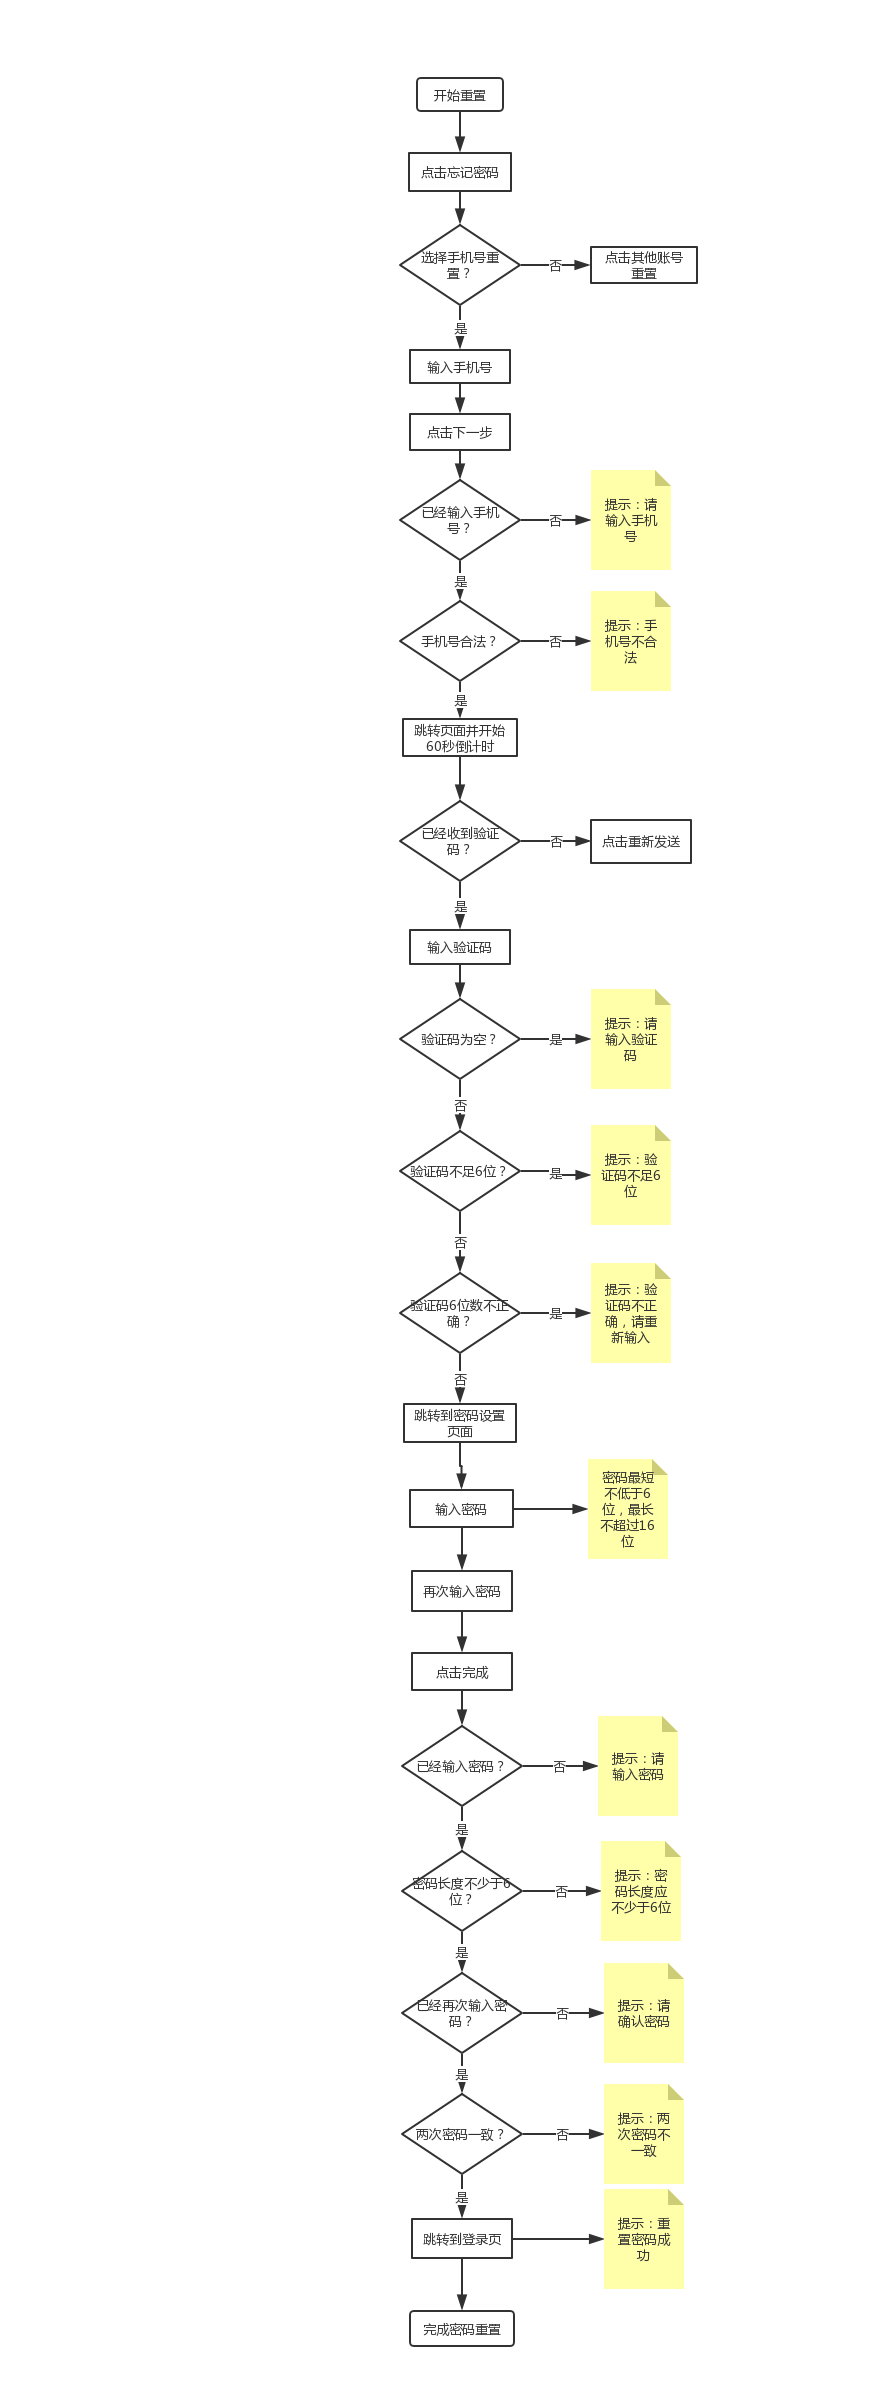 开始重置
点击忘记密码
选择手机号重
置？
否
点击其他账号
重置
是
输入手机号
点击下一步
已经输入手机
号？
否
提示：请
输入手机
号
是
手机号合法？
否
提示：手
机号不合
法
是
跳转页面并开始
60秒倒计时
已经收到验证
码？
否
点击重新发送
是
输入验证码
验证码为空？
是
提示：请
输入验证
码
否
验证码不足6位？
是
提示：验
证码不足6
位
否
验证码6位数不正
确？
是
提示：验
证码不正
确，请重
新输入
否
跳转到密码设置
页面
输入密码
密码最短
不低于6
位，最长
不超过16
位
再次输入密码
点击完成
已经输入密码？
否
提示：请
输入密码
是
密码长度不少于6
位？
否
提示：密
码长度应
不少于6位
是
已经再次输入密
码？
否
提示：请
确认密码
是
两次密码一致？
否
提示：两
次密码不
一致
是
跳转到登录页
提示：重
置密码成
功
完成密码重置